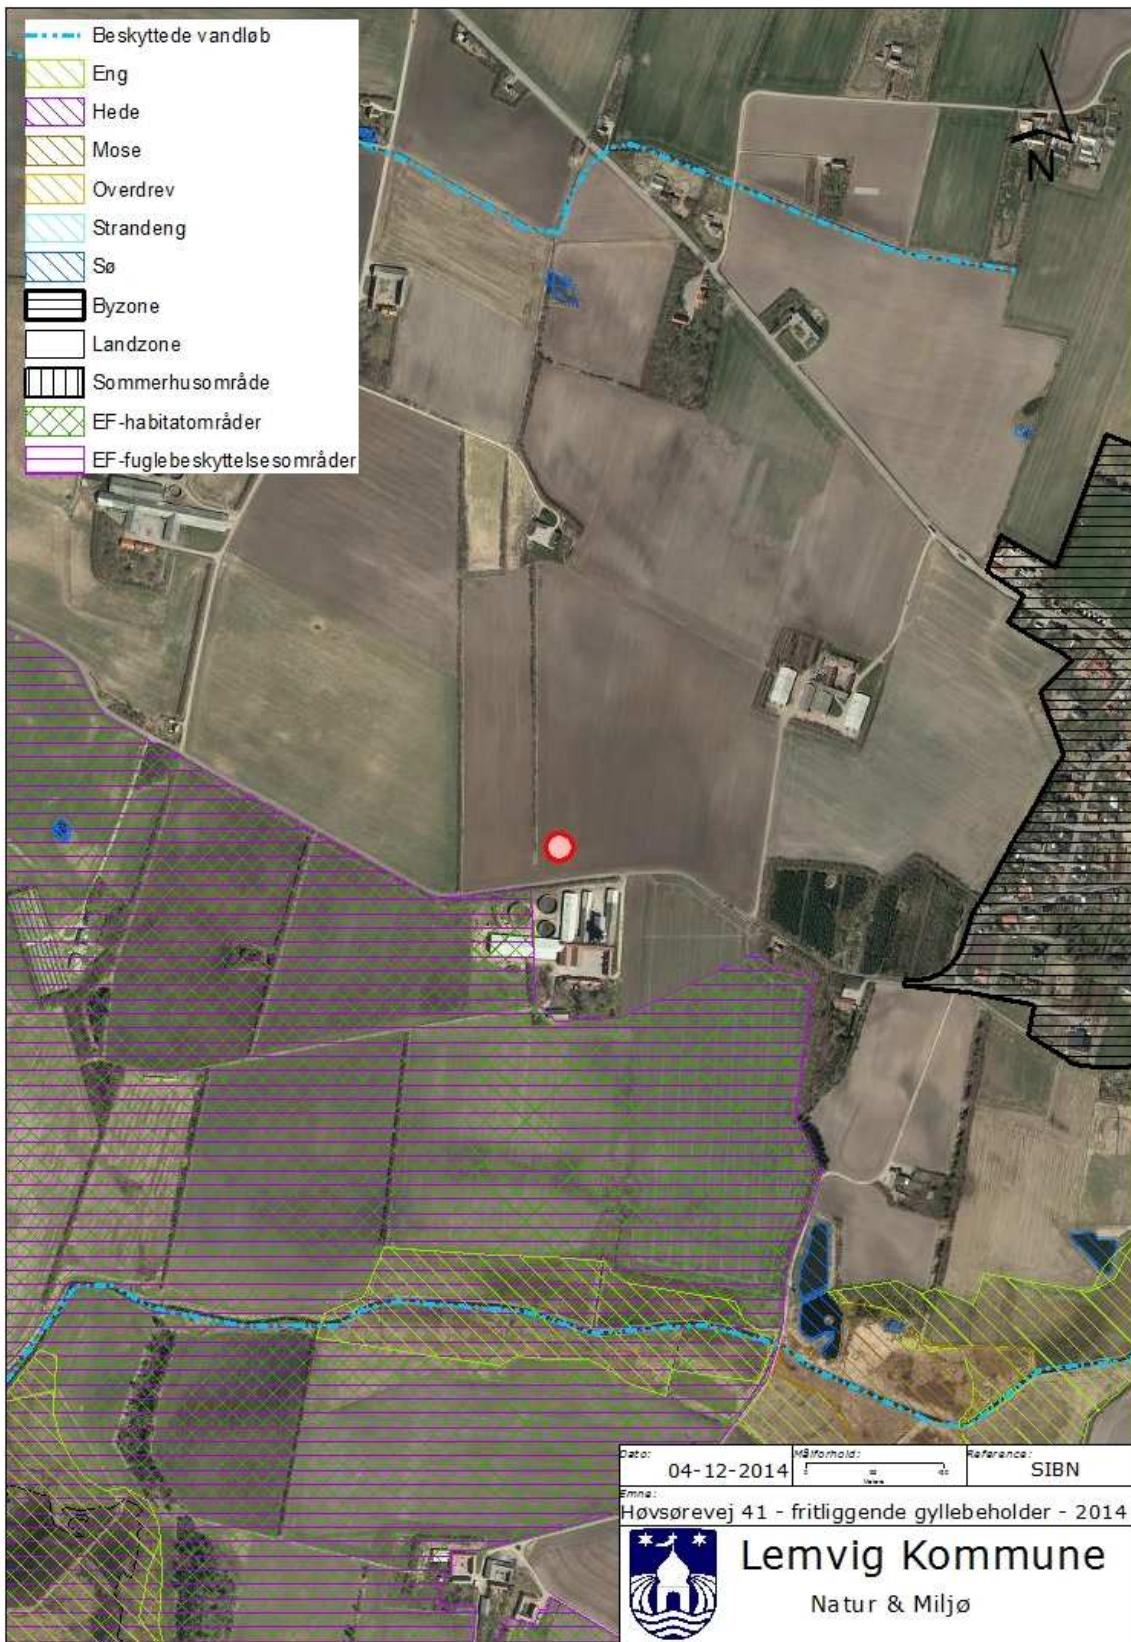 Beskyttede vandløb
Eng
Hede
Mose
Overdrev
Strandeng
Sø
Byzone
Landzone
Sommerhusområde
EF-habitatområder
EF-fuglebeskyttelsesområder
N
Dato:
04-12-2014
Målforhold:
Reference:
SIBN
Emne:
Høvsørevej 41 - fritliggende gyllebeholder - 2014
Lemvig Kommune
Natur & Miljø